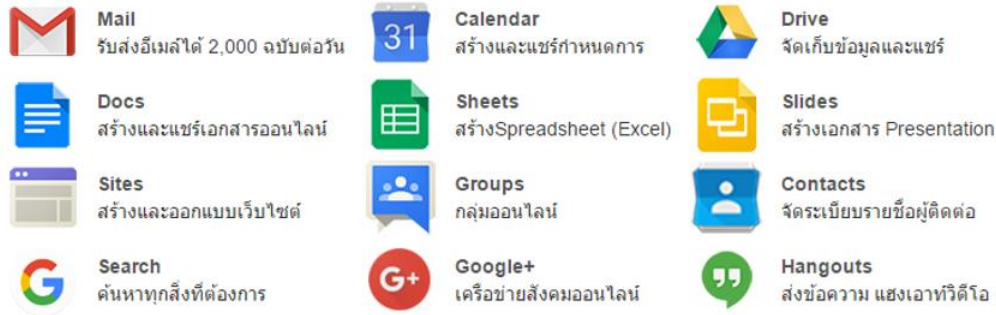 Mail
รับส่งอีเมล์ได้ 2,000 ฉบับต่อวัน
31
Calendar
สร้างและแชร์กำหนดการ
Drive
จัดเก็บข้อมูลและแชร์
Docs
สร้างและแชร์เอกสารออนไลน์
Sheets
สร้างSpreadsheet (Excel)
Slides
สร้างเอกสาร Presentation
Sites
สร้างและออกแบบเว็บไซต์
Groups
กลุ่มออนไลน์
Contacts
จัดระเบียบรายชื่อผู้ติดต่อ
G
Search
ค้นหาทุกสิ่งที่ต้องการ
G+
Google+
เครือข่ายสังคมออนไลน์
Hangouts
ส่งข้อความ แฮงเอาท์วิดีโอ